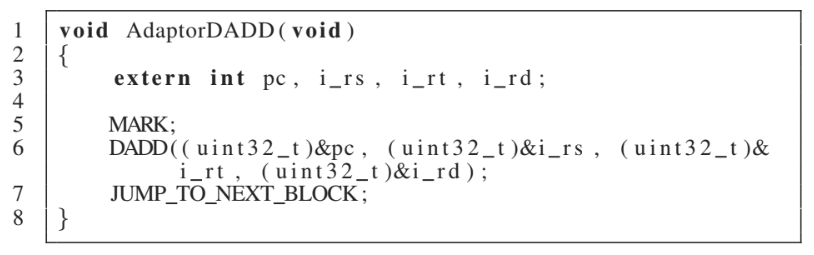 1 void AdaptorDADD(void)
2 {
3 extern int pc, i_rs, i_rt, i_rd;
4
5 MARK;
6 DADD((uint32_t)&pc, (uint32_t)&i_rs, (uint32_t)&
i_rt, (uint32_t)&i_rd);
7 JUMP_TO_NEXT_BLOCK;
8 }